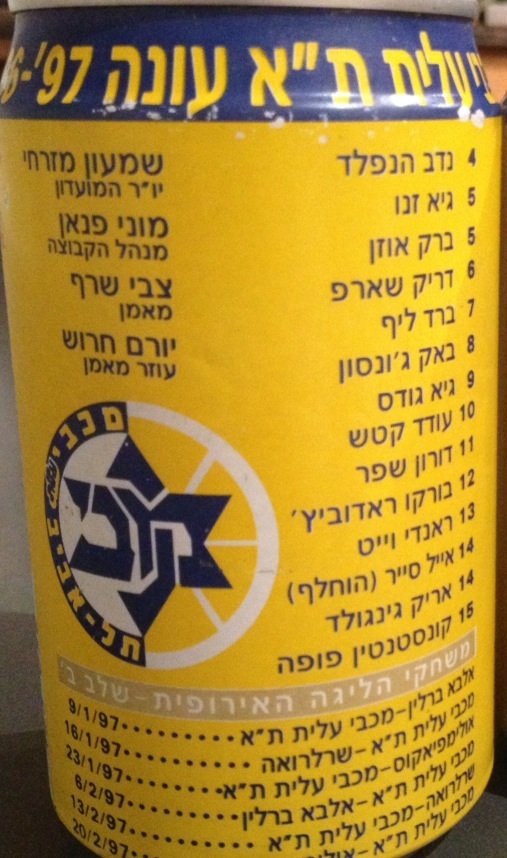 עלית ת"א עונה 97'-
4 נדב הנפלד
5 גיא זנו
5 ברק אוזן
6 דריק שארפ
7 ברד ליף
8 באק ג'ונסון
9 גיא גודס
10 עודד קטש
11 דורון שפר
12 בורקו ראדוביץ'
13 ראנדי וייט
14 אייל סייר (הוחלף)
14 אריק גינגולד
15 קונסטנטין פופה
שמעון מזרחי
יו"ר המועדון
מוני פנאן
מנהל הקבוצה
צבי שרף
מאמן
יורם חרוש
עוזר מאמן
מכבי
תל-אביב
משחקי הליגה האירופית-שלב ב'
אלבא ברלין-מכבי עלית ת"א 9/1/97
מכבי עלית ת"א-שרלרואה 16/1/97
אולימפיאקוס-מכבי עלית ת"א 23/1/97
מכבי עלית ת"א-אלבא ברלין 6/2/97
שרלרואה-מכבי עלית ת"א 13/2/97
מכבי עלית ת"א- 20/2/97